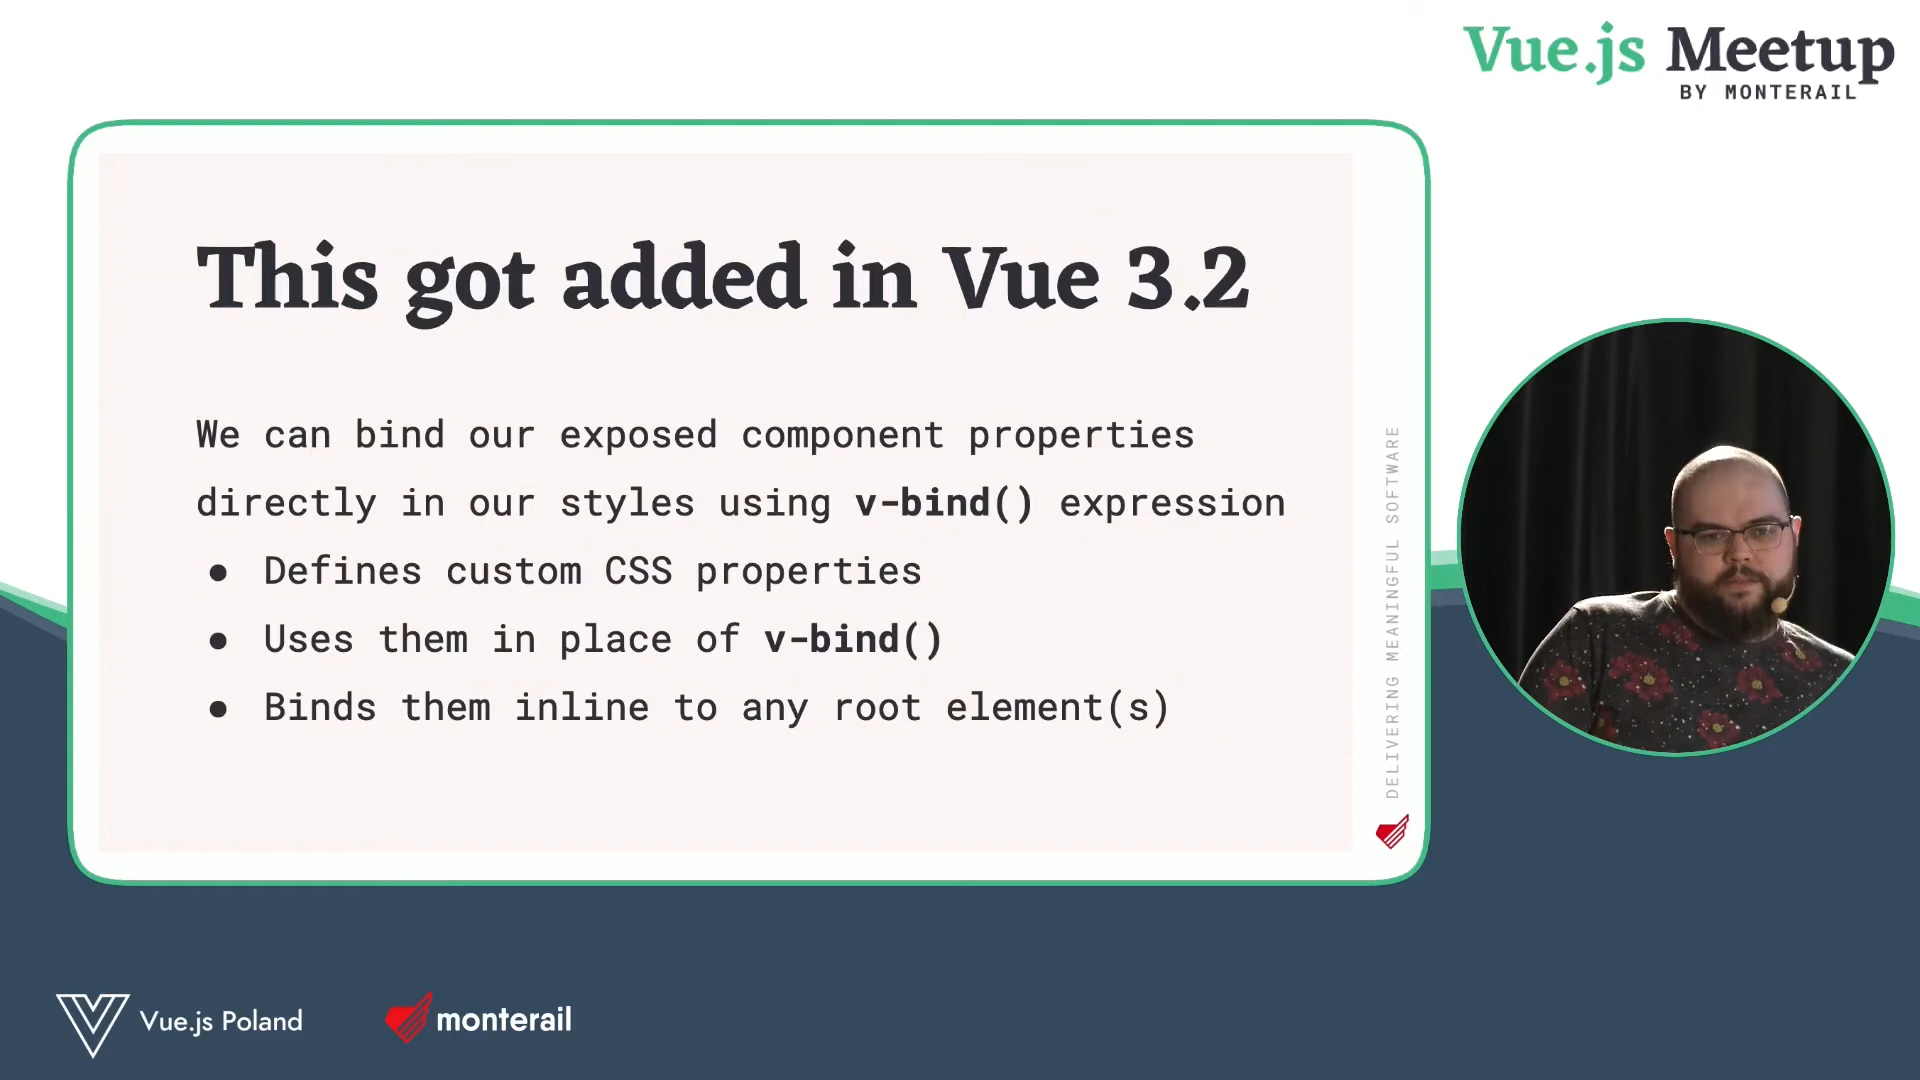 Vue.js Meetup
BY MONTERAIL
This got added in Vue 3.2
We can bind our exposed component properties
directly in our styles using v-bind() expression
● Defines custom CSS properties
● Uses them in place of v-bind()
● Binds them inline to any root element(s)
DELIVERING MEANINGFUL SOFTWARE
Vue.js Poland
monterail